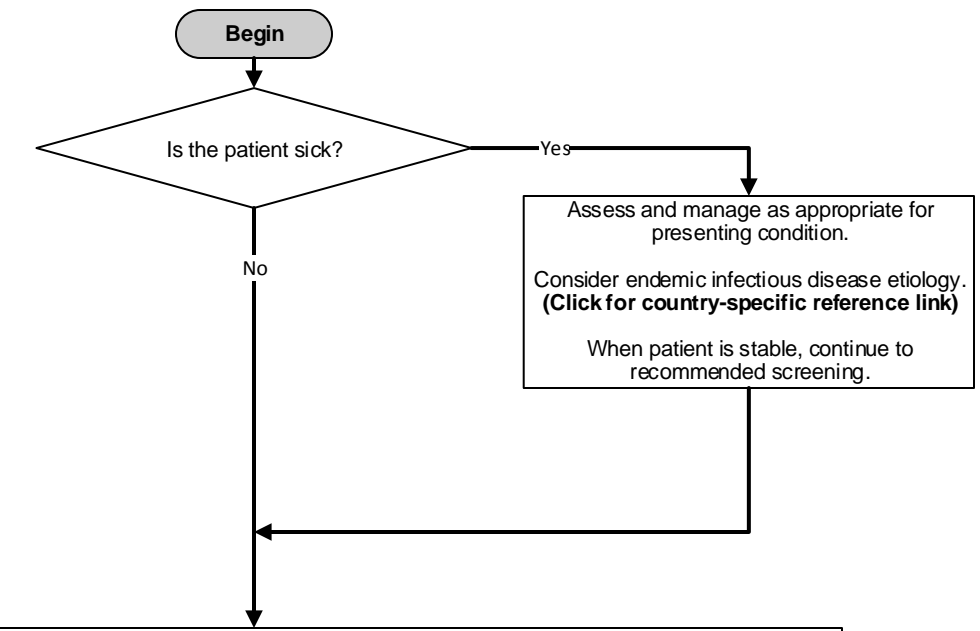 Begin
Is the patient sick?
Yes
Assess and manage as appropriate for
presenting condition.
Consider endemic infectious disease etiology.
(Click for country-specific reference link)
When patient is stable, continue to
recommended screening.
No